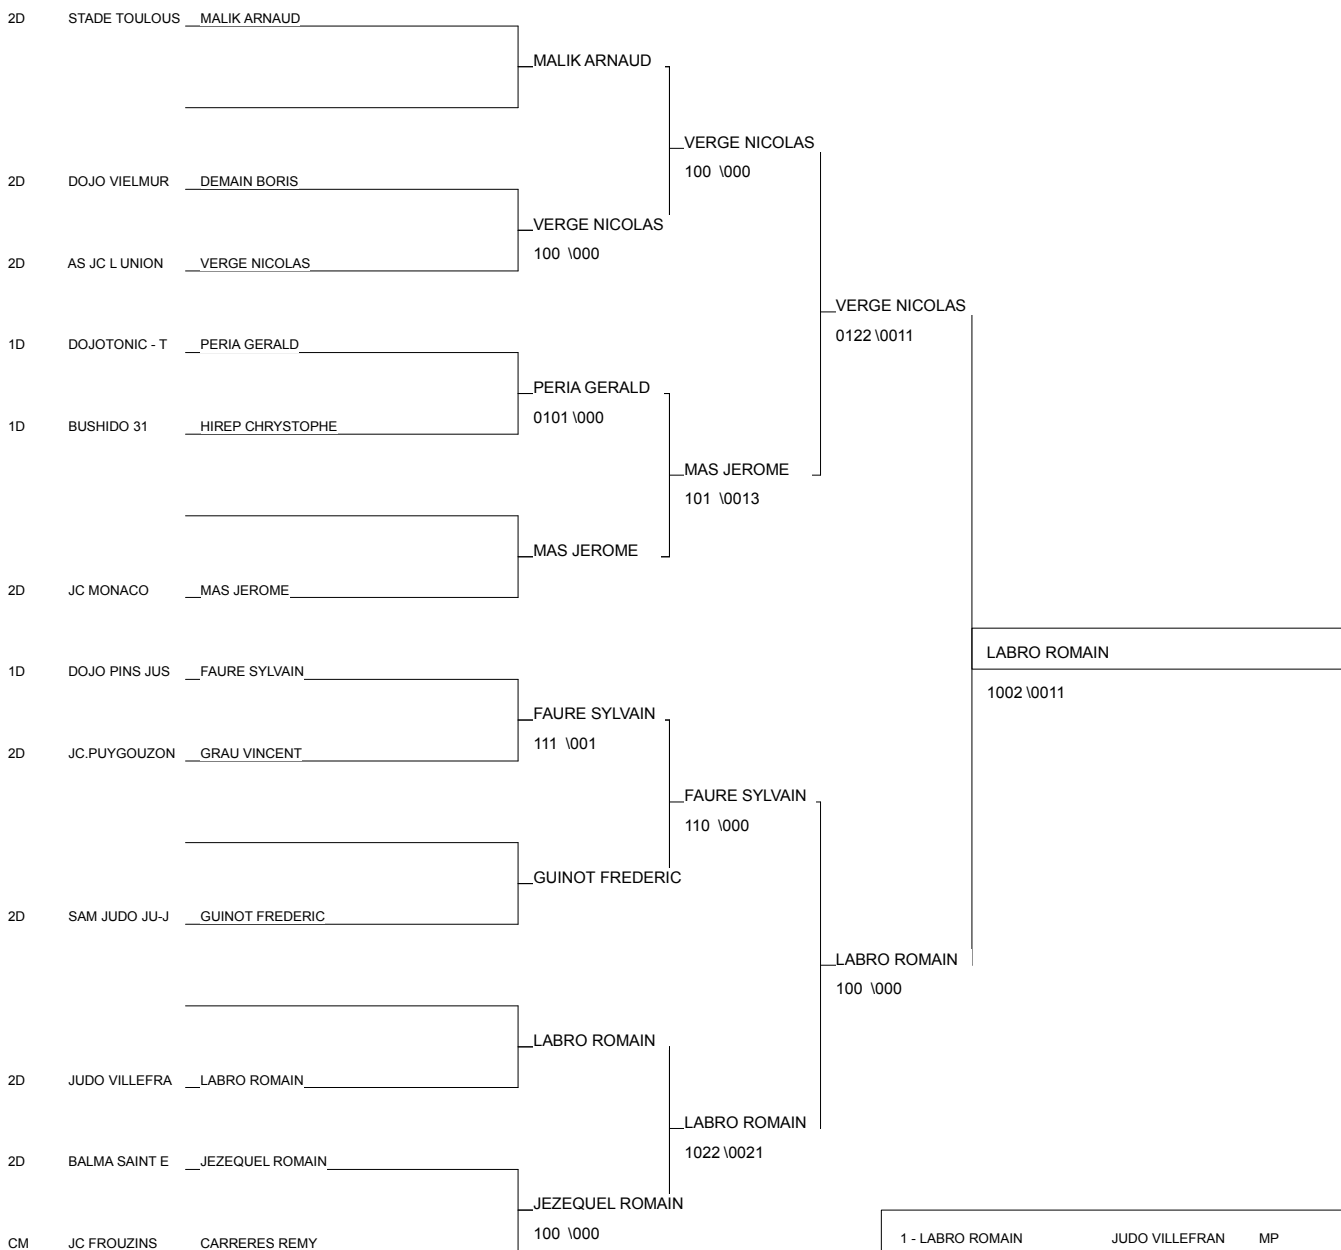 2D STADE TOULOUS MALIK ARNAUD
MALIK ARNAUD
VERGE NICOLAS
100 \000
2D DOJO VIELMUR DEMAIN BORIS
VERGE NICOLAS
100 \000
2D AS JC L UNION VERGE NICOLAS
VERGE NICOLAS
0122 \0011
1D DOJOTONIC - T PERIA GERALD
PERIA GERALD
0101 \000
1D BUSHIDO 31 HIREP CHRYSTOPHE
MAS JEROME
101 \0013
MAS JEROME
2D JC MONACO MAS JEROME
LABRO ROMAIN
1002 \0011
1D DOJO PINS JUS FAURE SYLVAIN
FAURE SYLVAIN
111 \001
2D JC.PUYGOUZON GRAU VINCENT
FAURE SYLVAIN
110 \000
GUINOT FREDERIC
2D SAM JUDO JU-J GUINOT FREDERIC
LABRO ROMAIN
100 \000
LABRO ROMAIN
2D JUDO VILLEFRA LABRO ROMAIN
LABRO ROMAIN
1022 \0021
2D BALMA SAINT E JEZEQUEL ROMAIN
JEZEQUEL ROMAIN
100 \000
CM JC FROUZINS CARRERES REMY
1 - LABRO ROMAIN JUDO VILLEFRAN MP